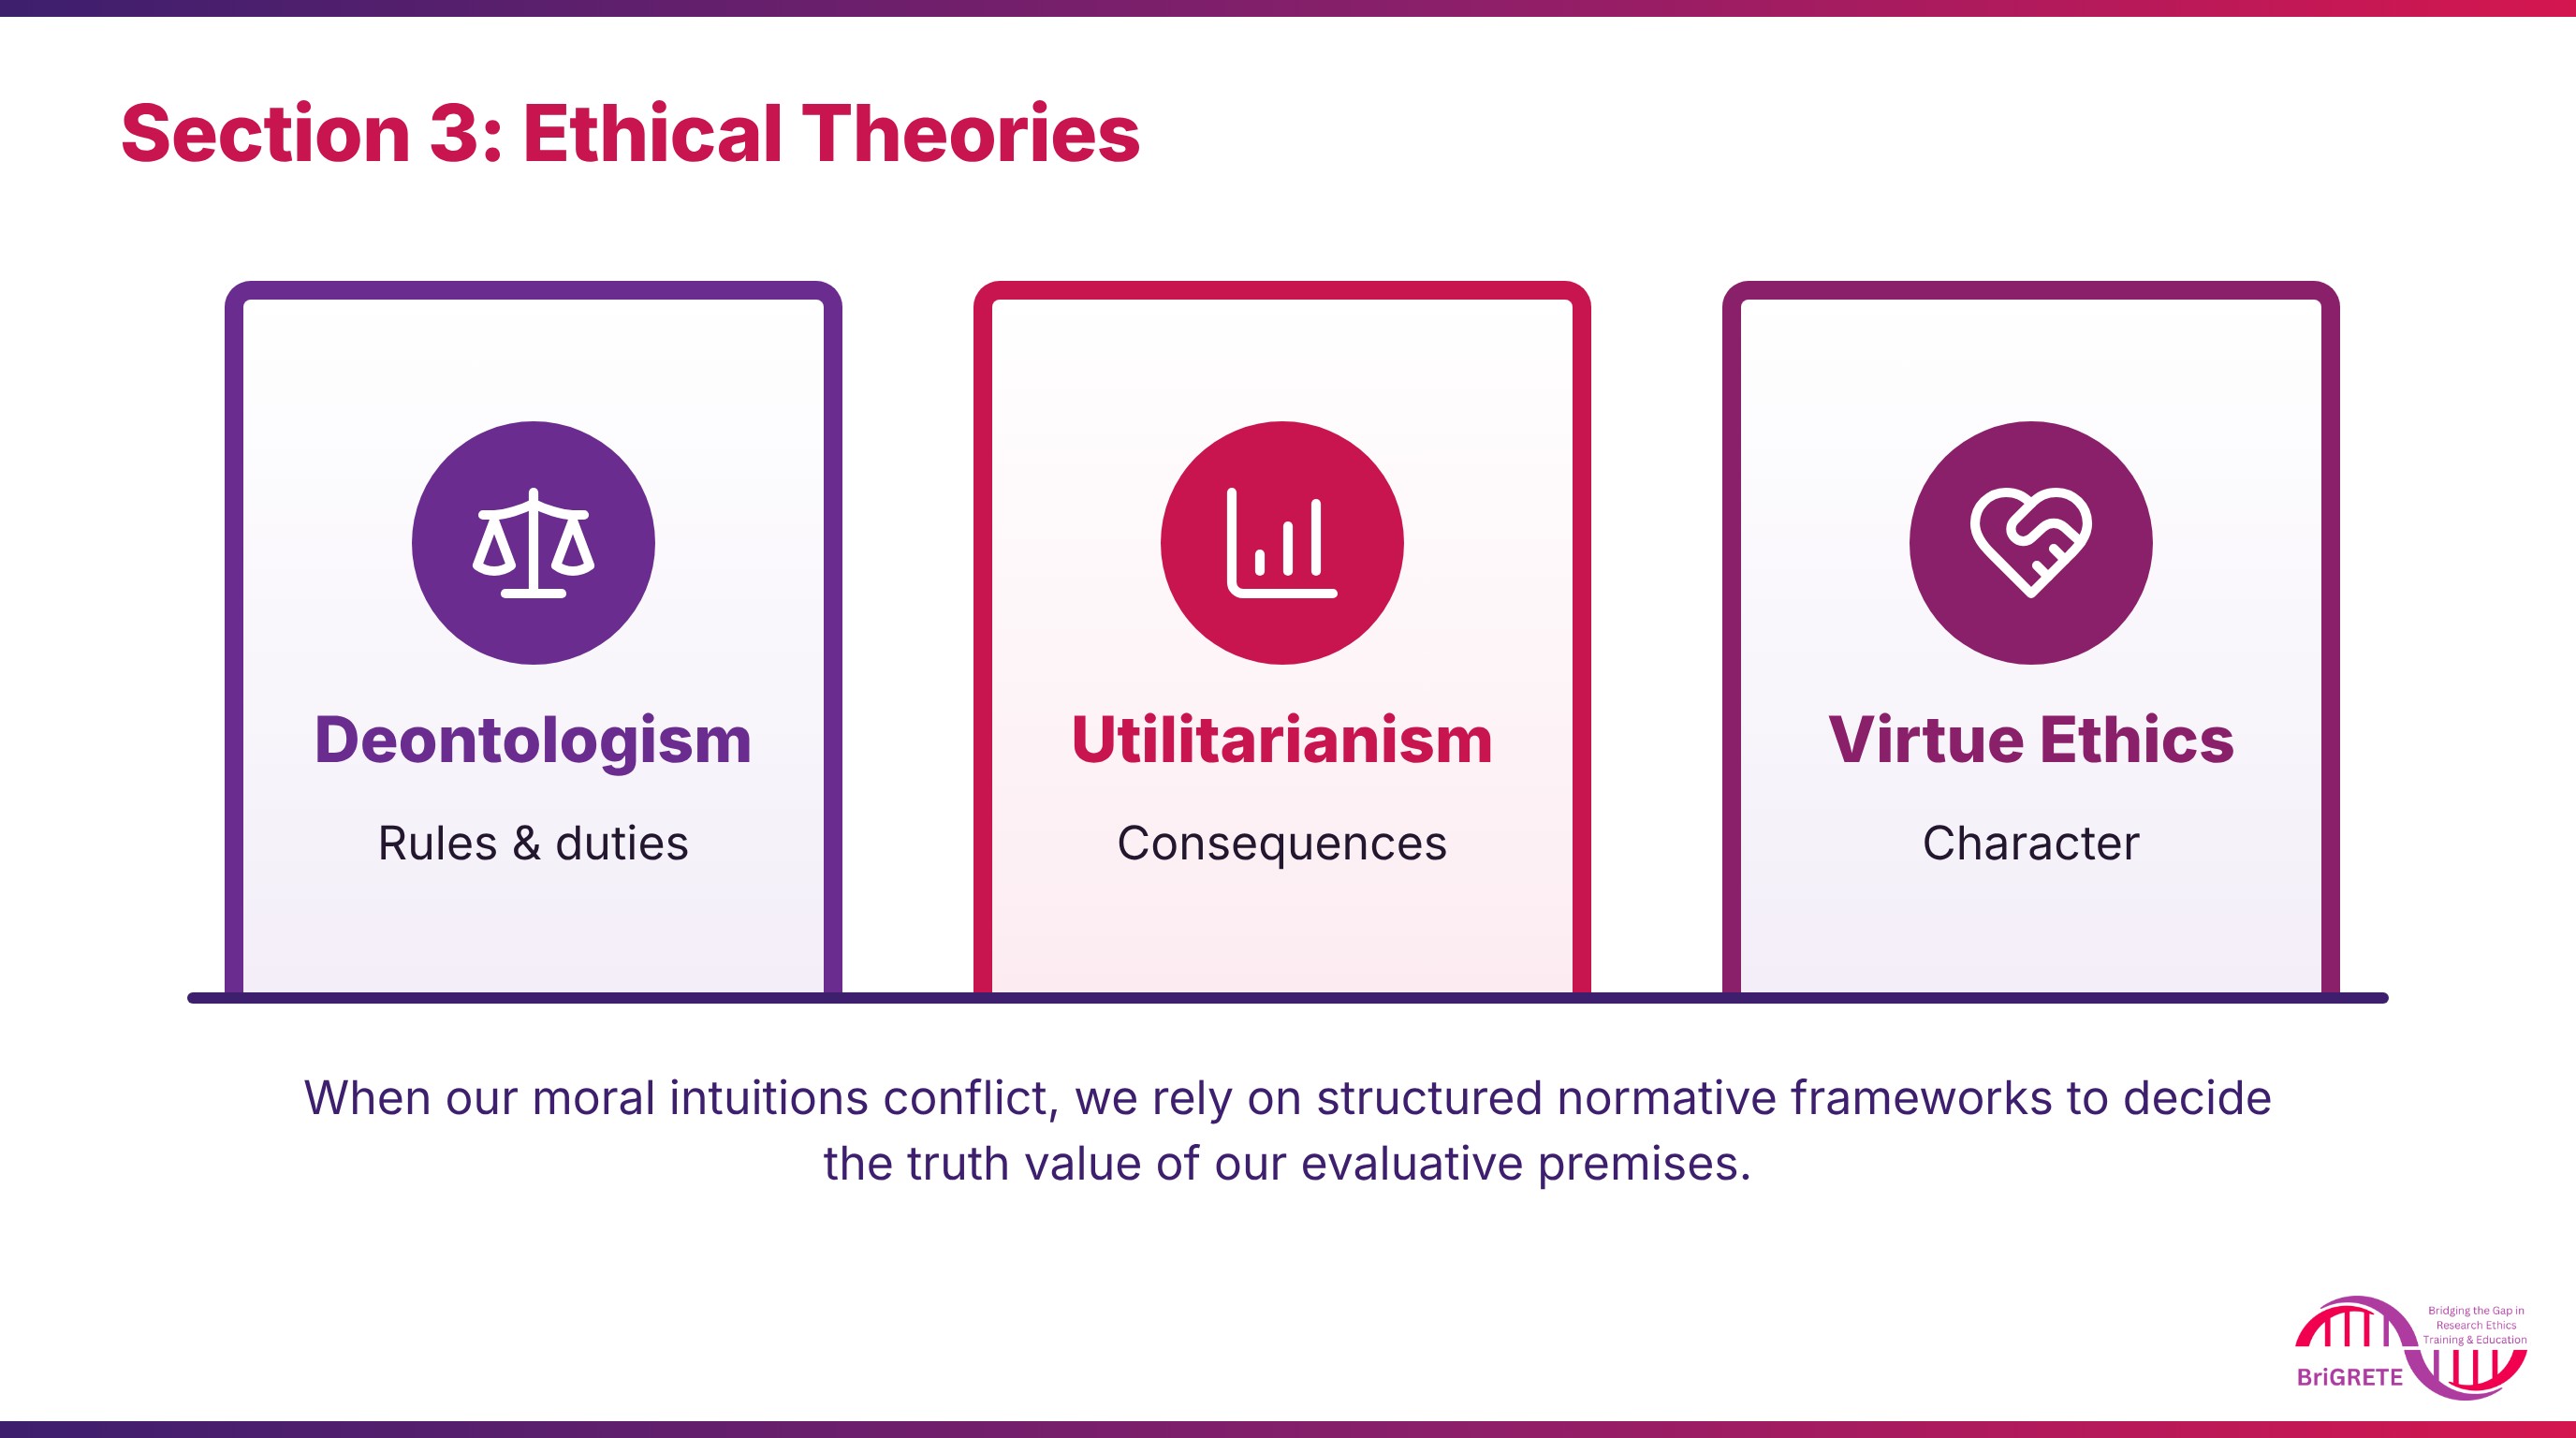 Section 3: Ethical Theories
Deontologism
Rules & duties
Utilitarianism
Consequences
Virtue Ethics
Character
When our moral intuitions conflict, we rely on structured normative frameworks to decide
the truth value of our evaluative premises.
Bridging the Gap in
Research Ethics
Training & Education
BriGRETE